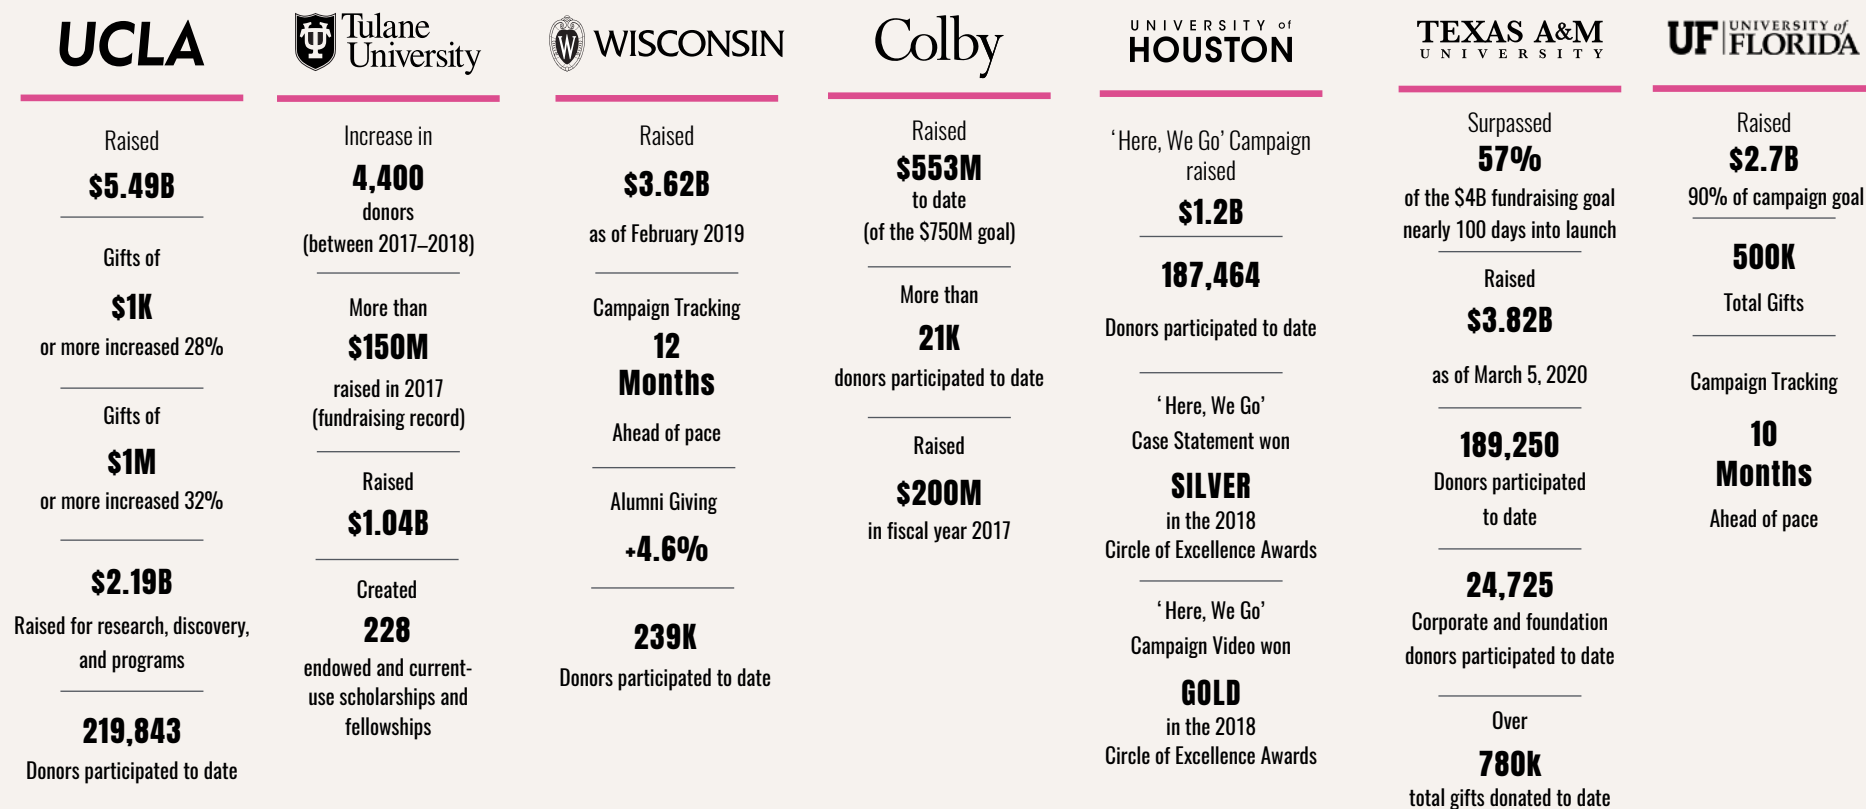 UCLA
Raised
$5.49B
Gifts of
$1K
or more increased 28%
Gifts of
$1M
or more increased 32%
$2.19B
Raised for research, discovery,
and programs
219,843
Donors participated to date
Tulane
University
Increase in
4,400
donors
(between 2017–2018)
More than
$150M
raised in 2017
(fundraising record)
Raised
$1.04B
Created
228
endowed and current-
use scholarships and
fellowships
W WISCONSIN
Raised
$3.62B
as of February 2019
Campaign Tracking
12
Months
Ahead of pace
Alumni Giving
+4.6%
239K
Donors participated to date
Colby
Raised
$553M
to date
(of the $750M goal)
More than
21K
donors participated to date
Raised
$200M
in fiscal year 2017
UNIVERSITY of
HOUSTON
‘Here, We Go’ Campaign
raised
$1.2B
187,464
Donors participated to date
‘Here, We Go’
Case Statement won
SILVER
in the 2018
Circle of Excellence Awards
‘Here, We Go’
Campaign Video won
GOLD
in the 2018
Circle of Excellence Awards
TEXAS A&M
UNIVERSITY
Surpassed
57%
of the $4B fundraising goal
nearly 100 days into launch
Raised
$3.82B
as of March 5, 2020
189,250
Donors participated
to date
24,725
Corporate and foundation
donors participated to date
Over
780k
total gifts donated to date
UF UNIVERSITY of
FLORIDA
Raised
$2.7B
90% of campaign goal
500K
Total Gifts
Campaign Tracking
10
Months
Ahead of pace